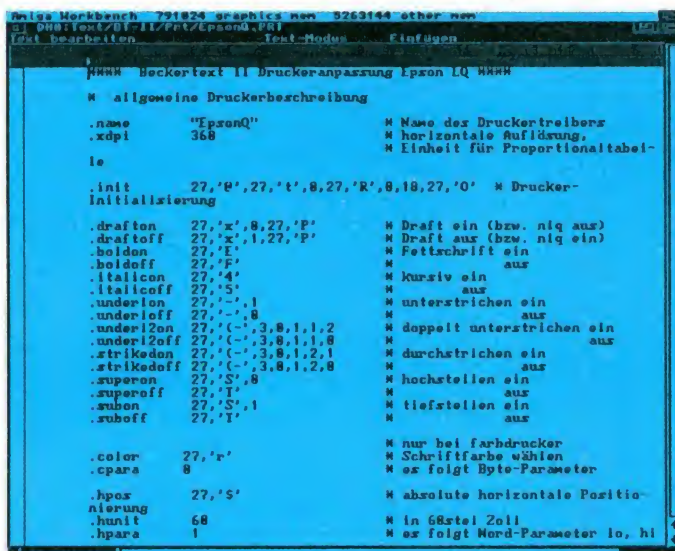 Amiga Workbench 791824 graphics mem 5263144 other mem
DH0:Text/BT-II/Prt/EpsonQ.PRT
Text bearbeiten Text-Modus Einfügen
#### Beckertext II Druckeranpassung Epson LQ ####
# allgemeine Druckerbeschreibung
.name "EpsonQ" # Name des Druckertreibers
.xdpi 360 # horizontale Auflösung,
# Einheit für Proportionaltabel-
le
.init 27,'@',27,'t',0,27,'R',0,18,27,'O' # Drucker-
Initialisierung
.drafton 27,'x',0,27,'P' # Draft ein (bzw. nlq aus)
.draftoff 27,'x',1,27,'P' # Draft aus (bzw. nlq ein)
.boldon 27,'E' # Fettschrift ein
.boldoff 27,'F' # aus
.italicon 27,'4' # kursiv ein
.italicoff 27,'5' # aus
.underlon 27,'-',1 # unterstrichen ein
.underloff 27,'-',0 # aus
.underl2on 27,'(-',3,0,1,1,2 # doppelt unterstrichen ein
.underl2off 27,'(-',3,0,1,1,0 # aus
.strikedon 27,'(-',3,0,1,2,1 # durchstrichen ein
.strikedoff 27,'(-',3,0,1,2,0 # aus
.superon 27,'S',0 # hochstellen ein
.superoff 27,'T' # aus
.subon 27,'S',1 # tiefstellen ein
.suboff 27,'T' # aus
# nur bei farbdrucker
.color 27,'r' # Schriftfarbe wählen
.cpara 0 # es folgt Byte-Parameter
.hpos 27,'$' # absolute horizontale Positio-
nierung
.hunit 60 # in 60stel Zoll
.hpara 1 # es folgt Word-Parameter lo, hi